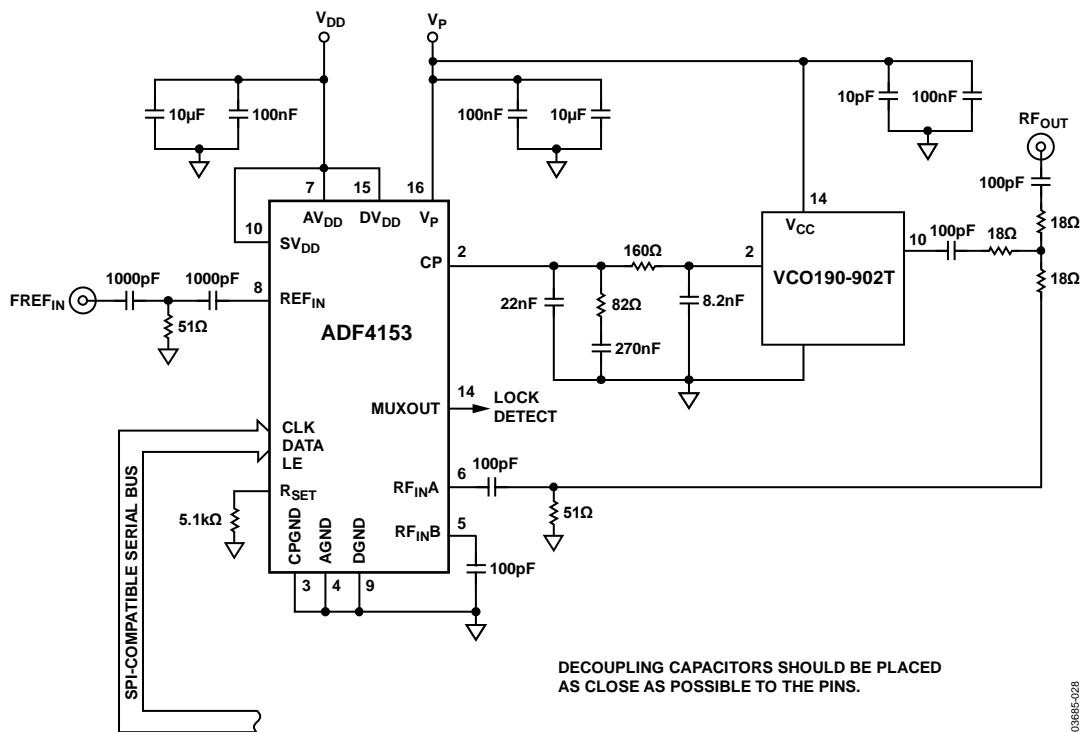 VDD
VP
10µF
100nF
100nF
10µF
10pF
100nF
RFOUT
100pF
18Ω
18Ω
18Ω
100pF
7
15
16
14
10
AVDD
DVDD
VP
VCC
SVDD
CP
2
160Ω
2
10
VCO190-902T
1000pF
1000pF
FREFIN
8
REFIN
51Ω
22nF
82Ω
8.2nF
270nF
ADF4153
MUXOUT
14
LOCK
DETECT
CLK
DATA
LE
RFINA
6
100pF
51Ω
RSET
5.1kΩ
RFINB
5
100pF
CPGND
AGND
DGND
3
4
9
SPI-COMPATIBLE SERIAL BUS
DECOUPLING CAPACITORS SHOULD BE PLACED
AS CLOSE AS POSSIBLE TO THE PINS.
03685-028